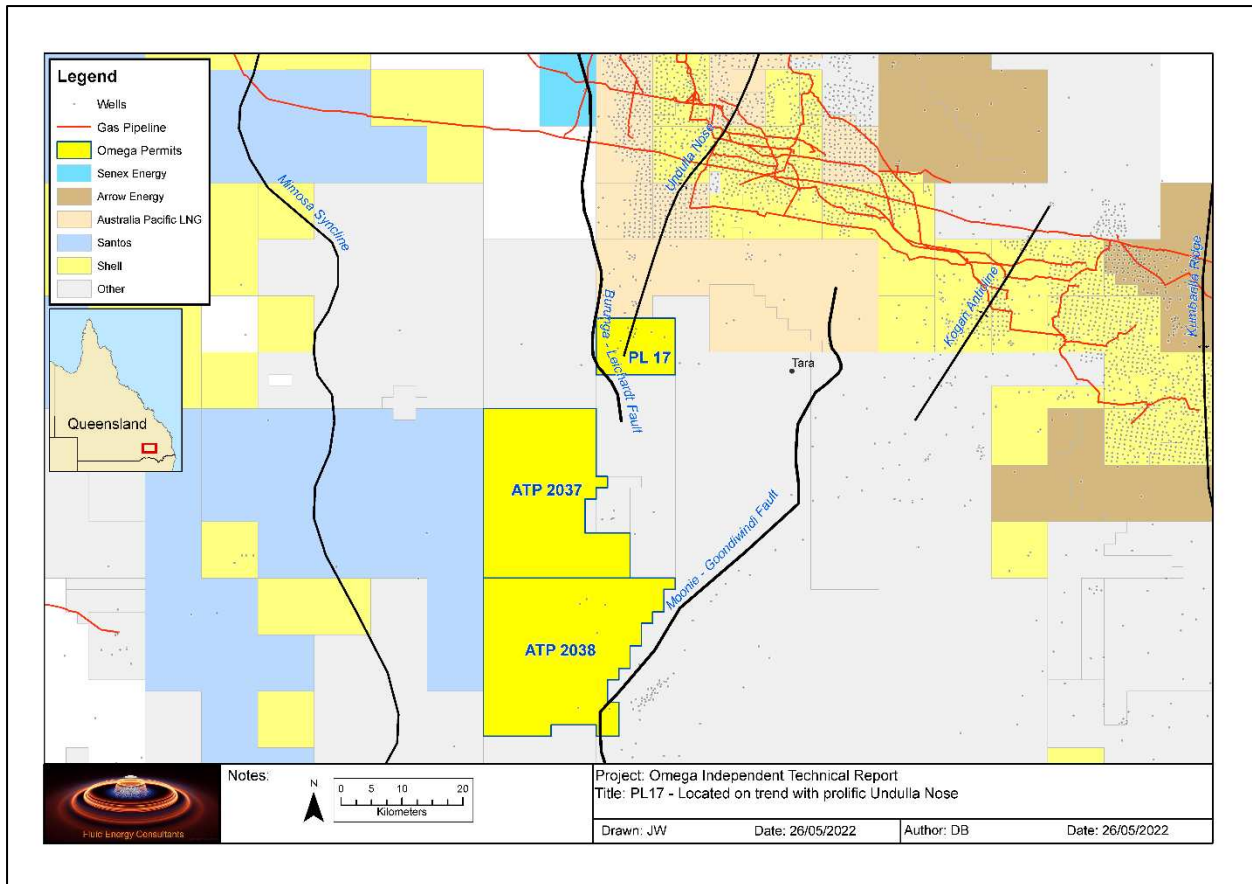 Legend
Wells
Gas Pipeline
Omega Permits
Senex Energy
Arrow Energy
Australia Pacific LNG
Santos
Shell
Other
Queensland
Mimosa Syncline
Burunga - Leichardt Fault
Undulla Nose
PL 17
Tara
Kogan Anticline
Kumbarilla Ridge
ATP 2037
Moonie - Goondiwindi Fault
ATP 2038
Fluid Energy Consultants
Notes:
N
0 5 10 20
Kilometers
Project: Omega Independent Technical Report
Title: PL17 - Located on trend with prolific Undulla Nose
Drawn: JW Date: 26/05/2022 Author: DB Date: 26/05/2022